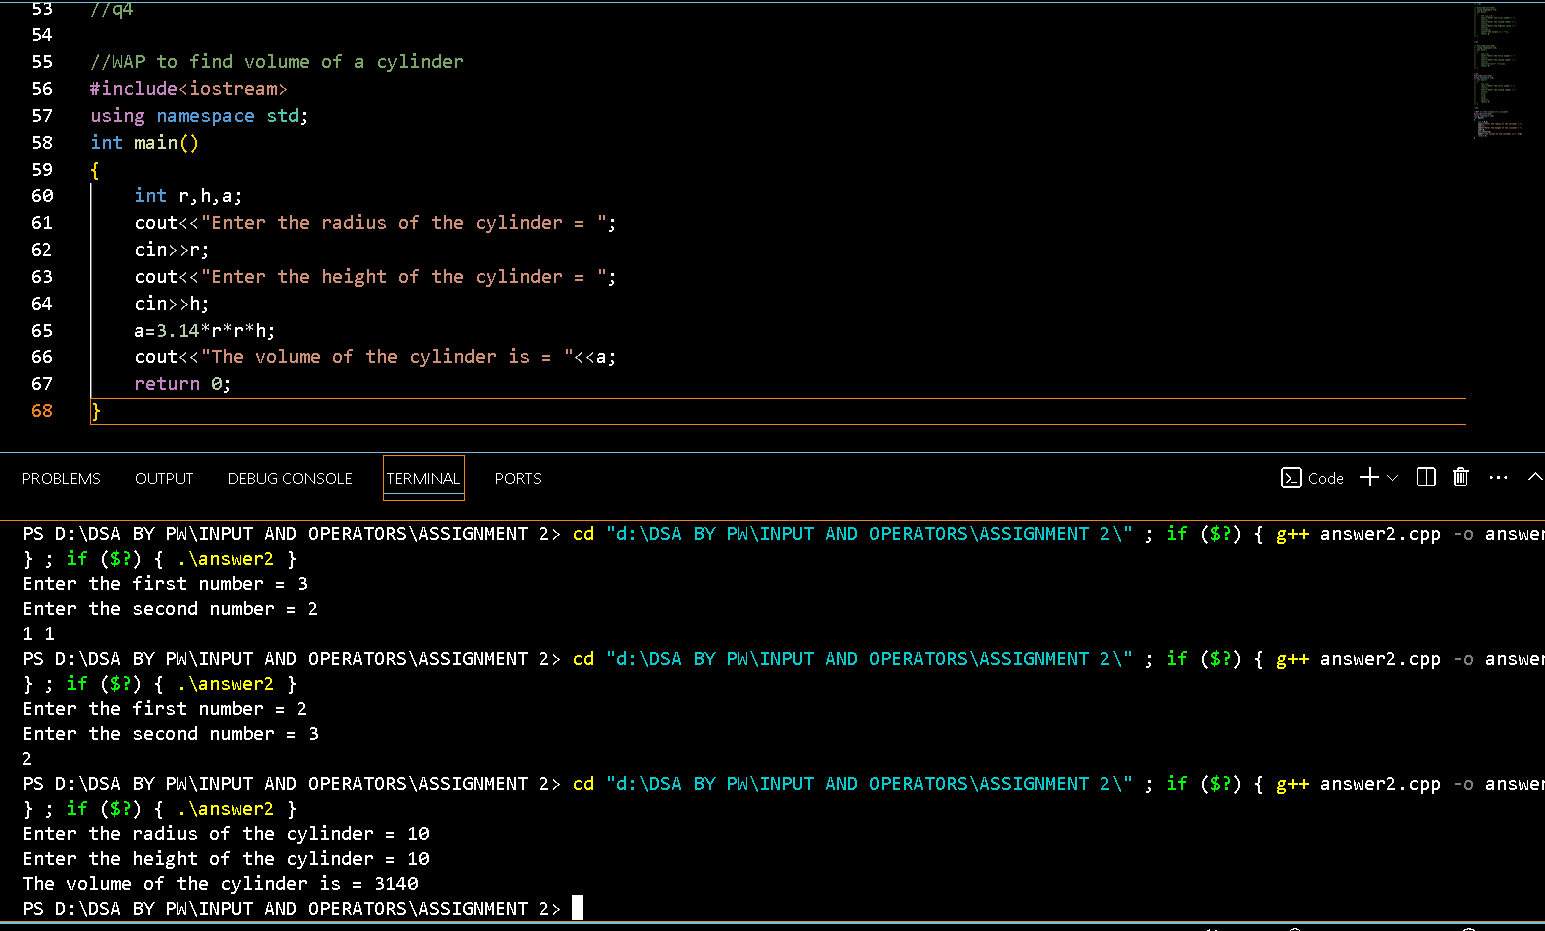 53 //q4
54
55 //WAP to find volume of a cylinder
56 #include<iostream>
57 using namespace std;
58 int main()
59 {
60     int r,h,a;
61     cout<<"Enter the radius of the cylinder = ";
62     cin>>r;
63     cout<<"Enter the height of the cylinder = ";
64     cin>>h;
65     a=3.14*r*r*h;
66     cout<<"The volume of the cylinder is = "<<a;
67     return 0;
68 }
PROBLEMS OUTPUT DEBUG CONSOLE TERMINAL PORTS Code
PS D:\DSA BY PW\INPUT AND OPERATORS\ASSIGNMENT 2> cd "d:\DSA BY PW\INPUT AND OPERATORS\ASSIGNMENT 2\" ; if ($?) { g++ answer2.cpp -o answer
} ; if ($?) { .\answer2 }
Enter the first number = 3
Enter the second number = 2
1 1
PS D:\DSA BY PW\INPUT AND OPERATORS\ASSIGNMENT 2> cd "d:\DSA BY PW\INPUT AND OPERATORS\ASSIGNMENT 2\" ; if ($?) { g++ answer2.cpp -o answer
} ; if ($?) { .\answer2 }
Enter the first number = 2
Enter the second number = 3
2
PS D:\DSA BY PW\INPUT AND OPERATORS\ASSIGNMENT 2> cd "d:\DSA BY PW\INPUT AND OPERATORS\ASSIGNMENT 2\" ; if ($?) { g++ answer2.cpp -o answer
} ; if ($?) { .\answer2 }
Enter the radius of the cylinder = 10
Enter the height of the cylinder = 10
The volume of the cylinder is = 3140
PS D:\DSA BY PW\INPUT AND OPERATORS\ASSIGNMENT 2>